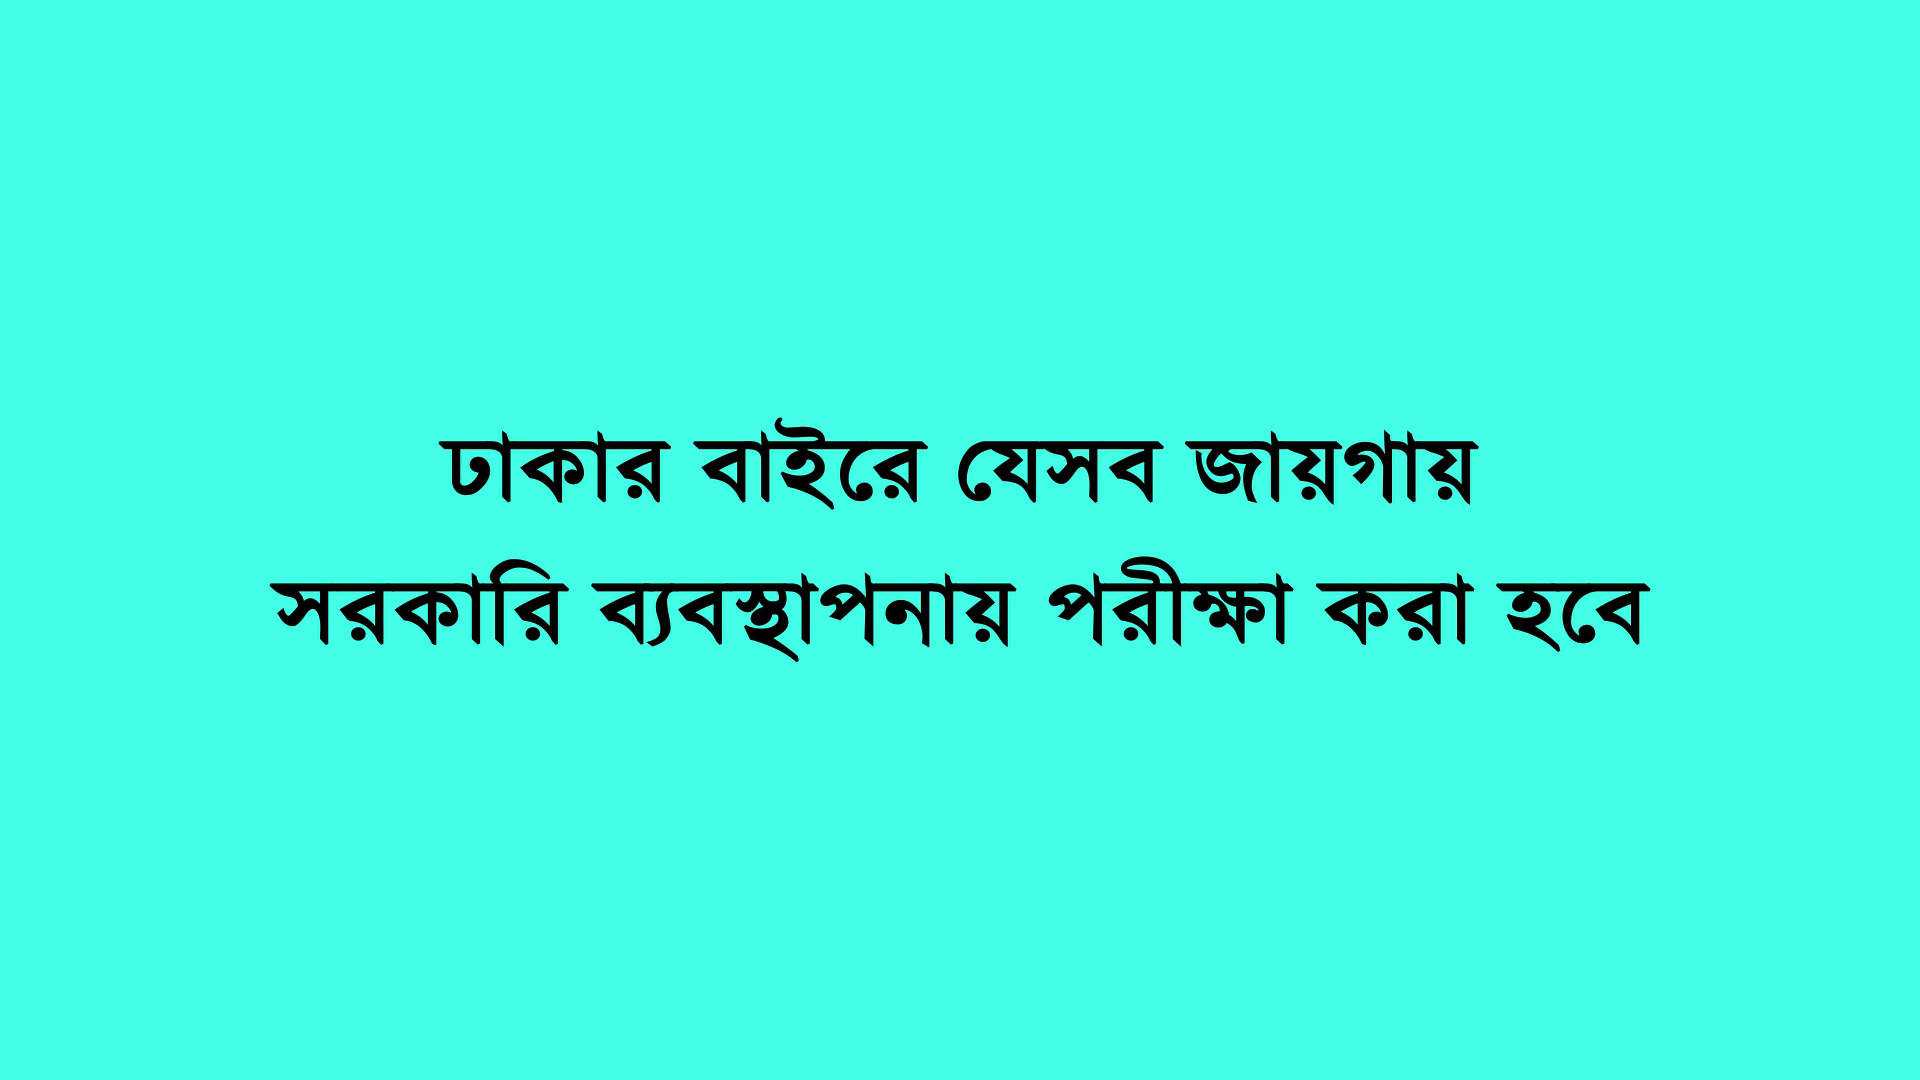 ঢাকার বাইরে যেসব জায়গায়
সরকারি ব্যবস্থাপনায় পরীক্ষা করা হবে